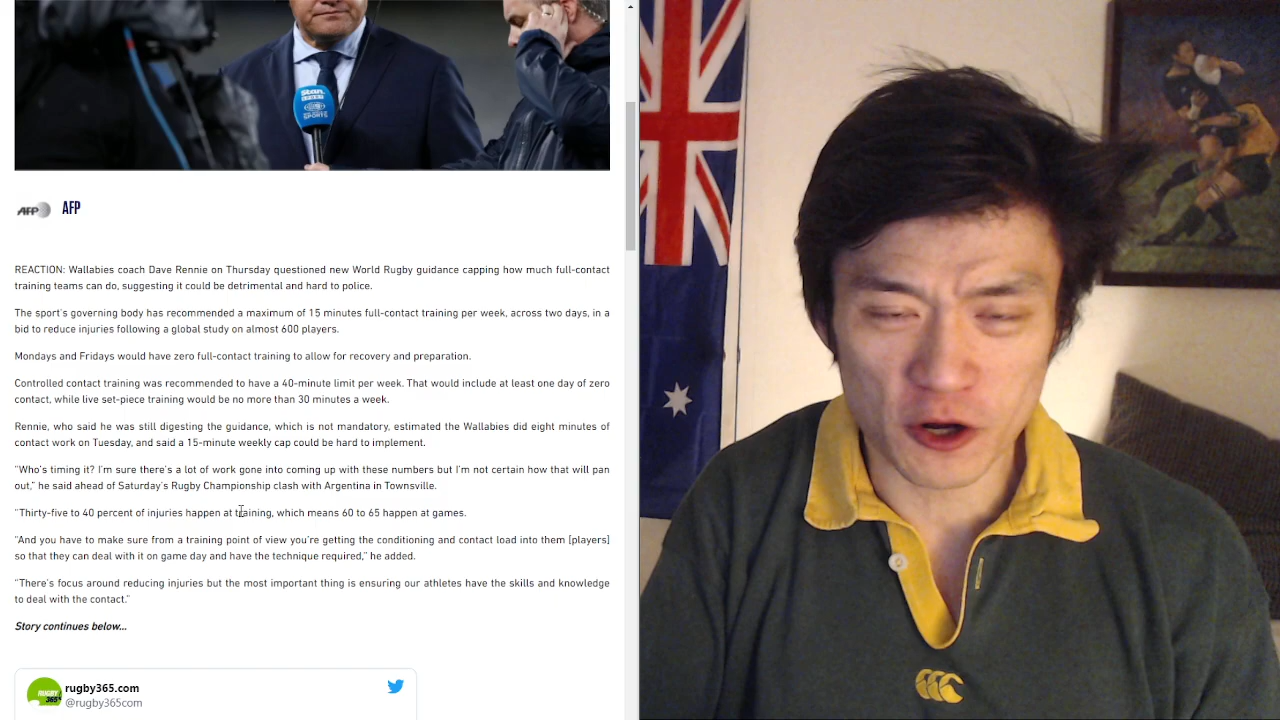 Stan.
SPORT
SPORTS
AFP AFP
REACTION: Wallabies coach Dave Rennie on Thursday questioned new World Rugby guidance capping how much full-contact
training teams can do, suggesting it could be detrimental and hard to police.
The sport's governing body has recommended a maximum of 15 minutes full-contact training per week, across two days, in a
bid to reduce injuries following a global study on almost 600 players.
Mondays and Fridays would have zero full-contact training to allow for recovery and preparation.
Controlled contact training was recommended to have a 40-minute limit per week. That would include at least one day of zero
contact, while live set-piece training would be no more than 30 minutes a week.
Rennie, who said he was still digesting the guidance, which is not mandatory, estimated the Wallabies did eight minutes of
contact work on Tuesday, and said a 15-minute weekly cap could be hard to implement.
"Who's timing it? I'm sure there's a lot of work gone into coming up with these numbers but I'm not certain how that will pan
out," he said ahead of Saturday's Rugby Championship clash with Argentina in Townsville.
"Thirty-five to 40 percent of injuries happen at training, which means 60 to 65 happen at games.
"And you have to make sure from a training point of view you're getting the conditioning and contact load into them [players]
so that they can deal with it on game day and have the technique required," he added.
"There's focus around reducing injuries but the most important thing is ensuring our athletes have the skills and knowledge
to deal with the contact."
Story continues below...
RUGBY
365
rugby365.com
@rugby365com